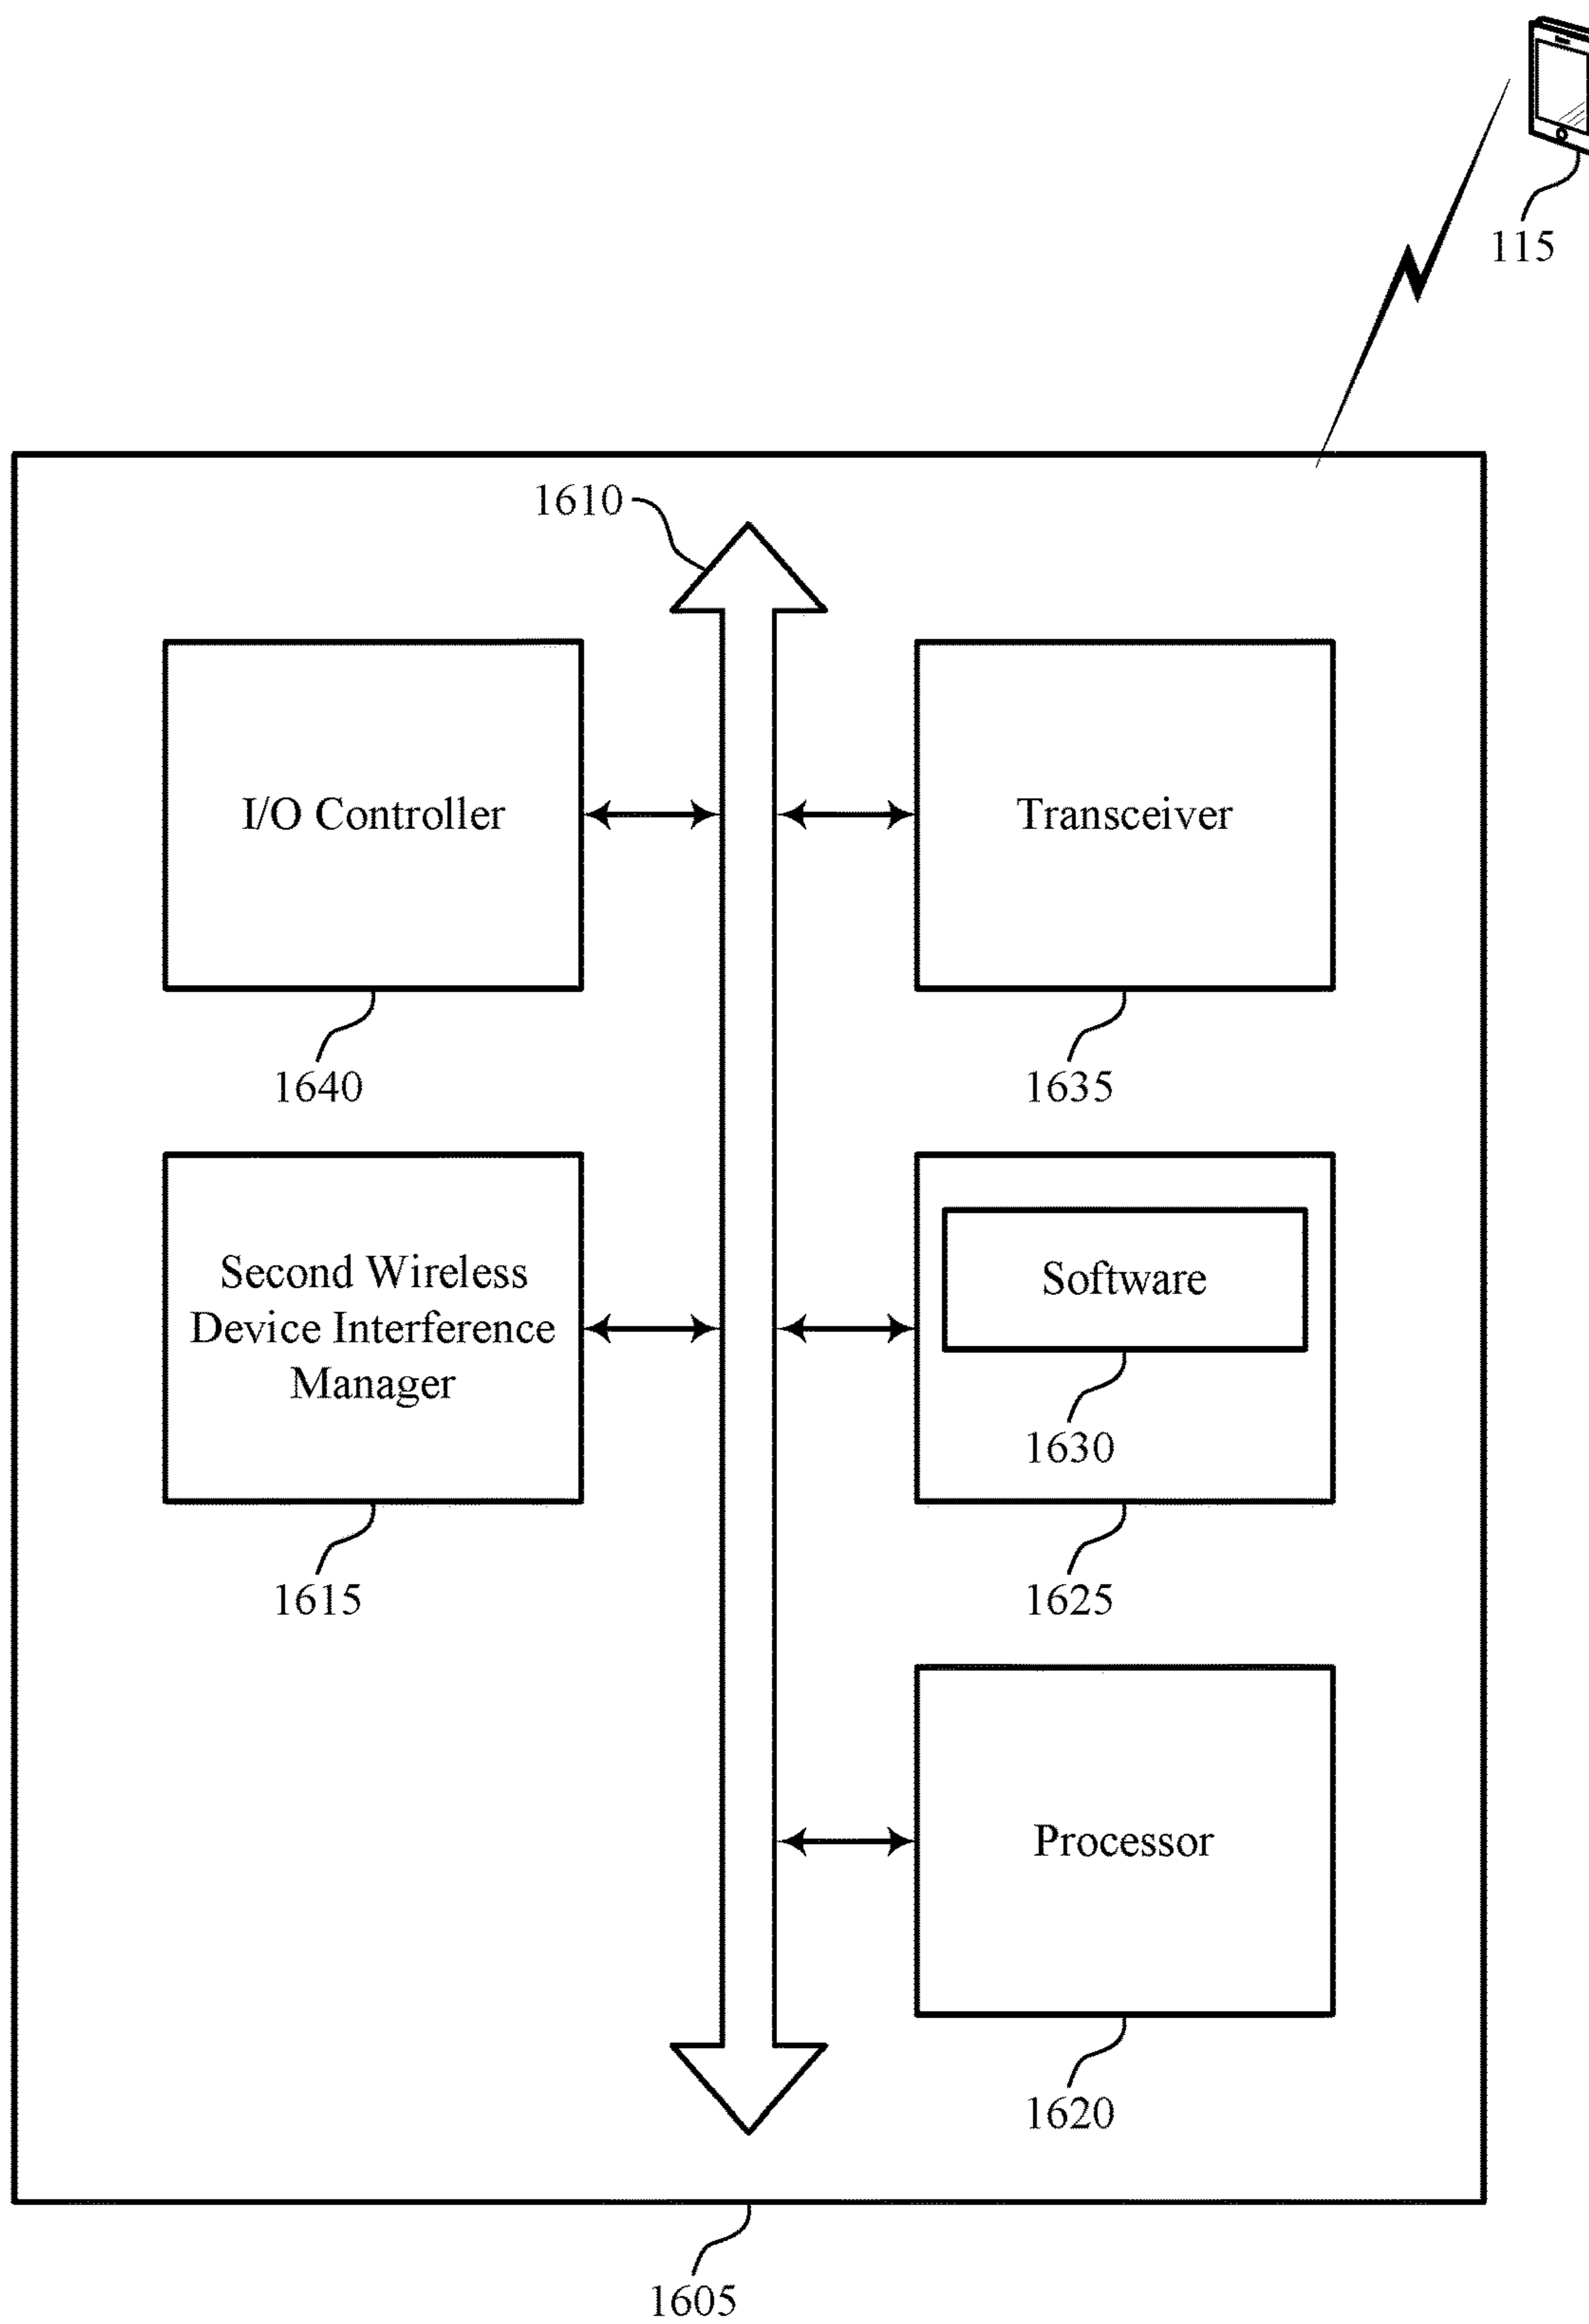 115
1610
I/O Controller
Transceiver
1640
1635
Second Wireless
Device Interference
Manager
Software
1630
1615
1625
Processor
1620
1605